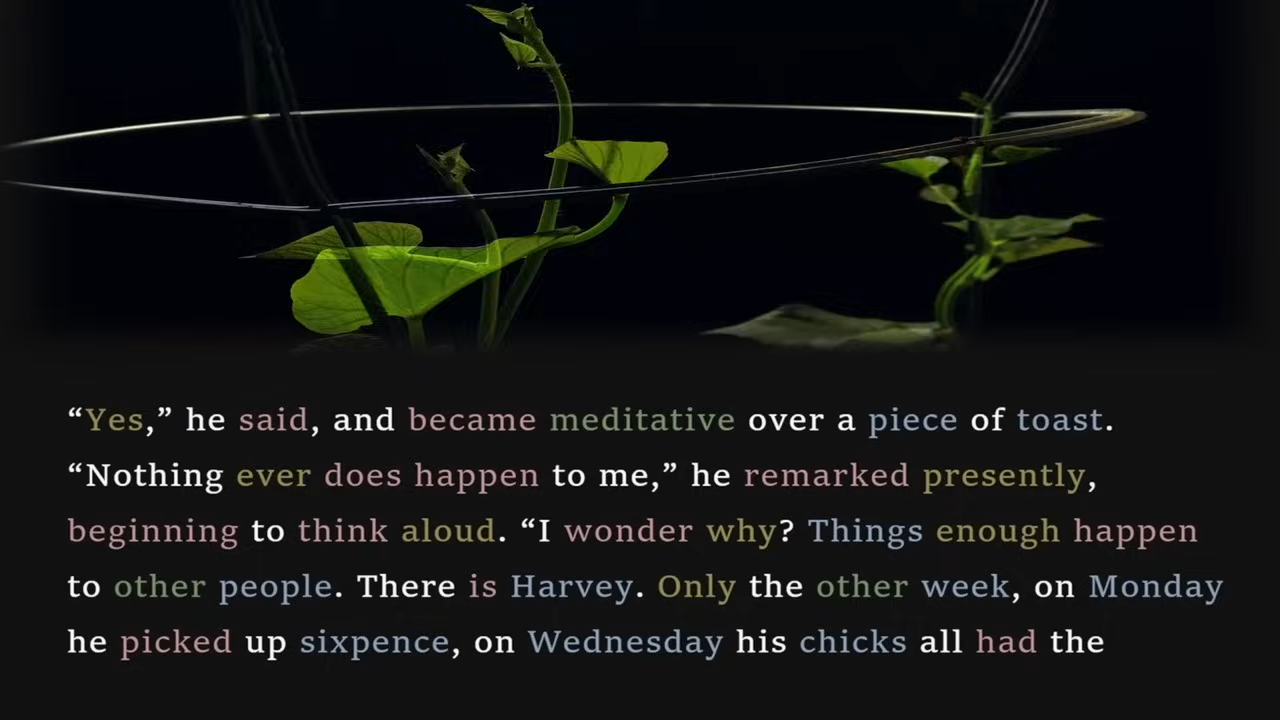 “Yes,” he said, and became meditative over a piece of toast.
“Nothing ever does happen to me,” he remarked presently,
beginning to think aloud. “I wonder why? Things enough happen
to other people. There is Harvey. Only the other week, on Monday
he picked up sixpence, on Wednesday his chicks all had the